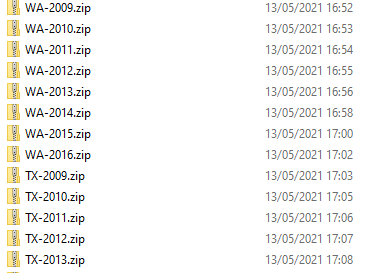 WA-2009.zip 13/05/2021 16:52
WA-2010.zip 13/05/2021 16:53
WA-2011.zip 13/05/2021 16:54
WA-2012.zip 13/05/2021 16:55
WA-2013.zip 13/05/2021 16:56
WA-2014.zip 13/05/2021 16:58
WA-2015.zip 13/05/2021 17:00
WA-2016.zip 13/05/2021 17:02
TX-2009.zip 13/05/2021 17:03
TX-2010.zip 13/05/2021 17:05
TX-2011.zip 13/05/2021 17:06
TX-2012.zip 13/05/2021 17:07
TX-2013.zip 13/05/2021 17:08